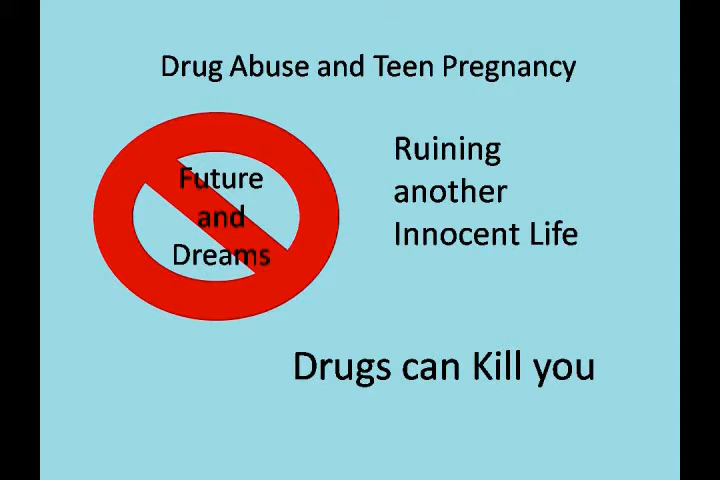 Drug Abuse and Teen Pregnancy
Future
and
Dreams
Ruining
another
Innocent Life
Drugs can Kill you